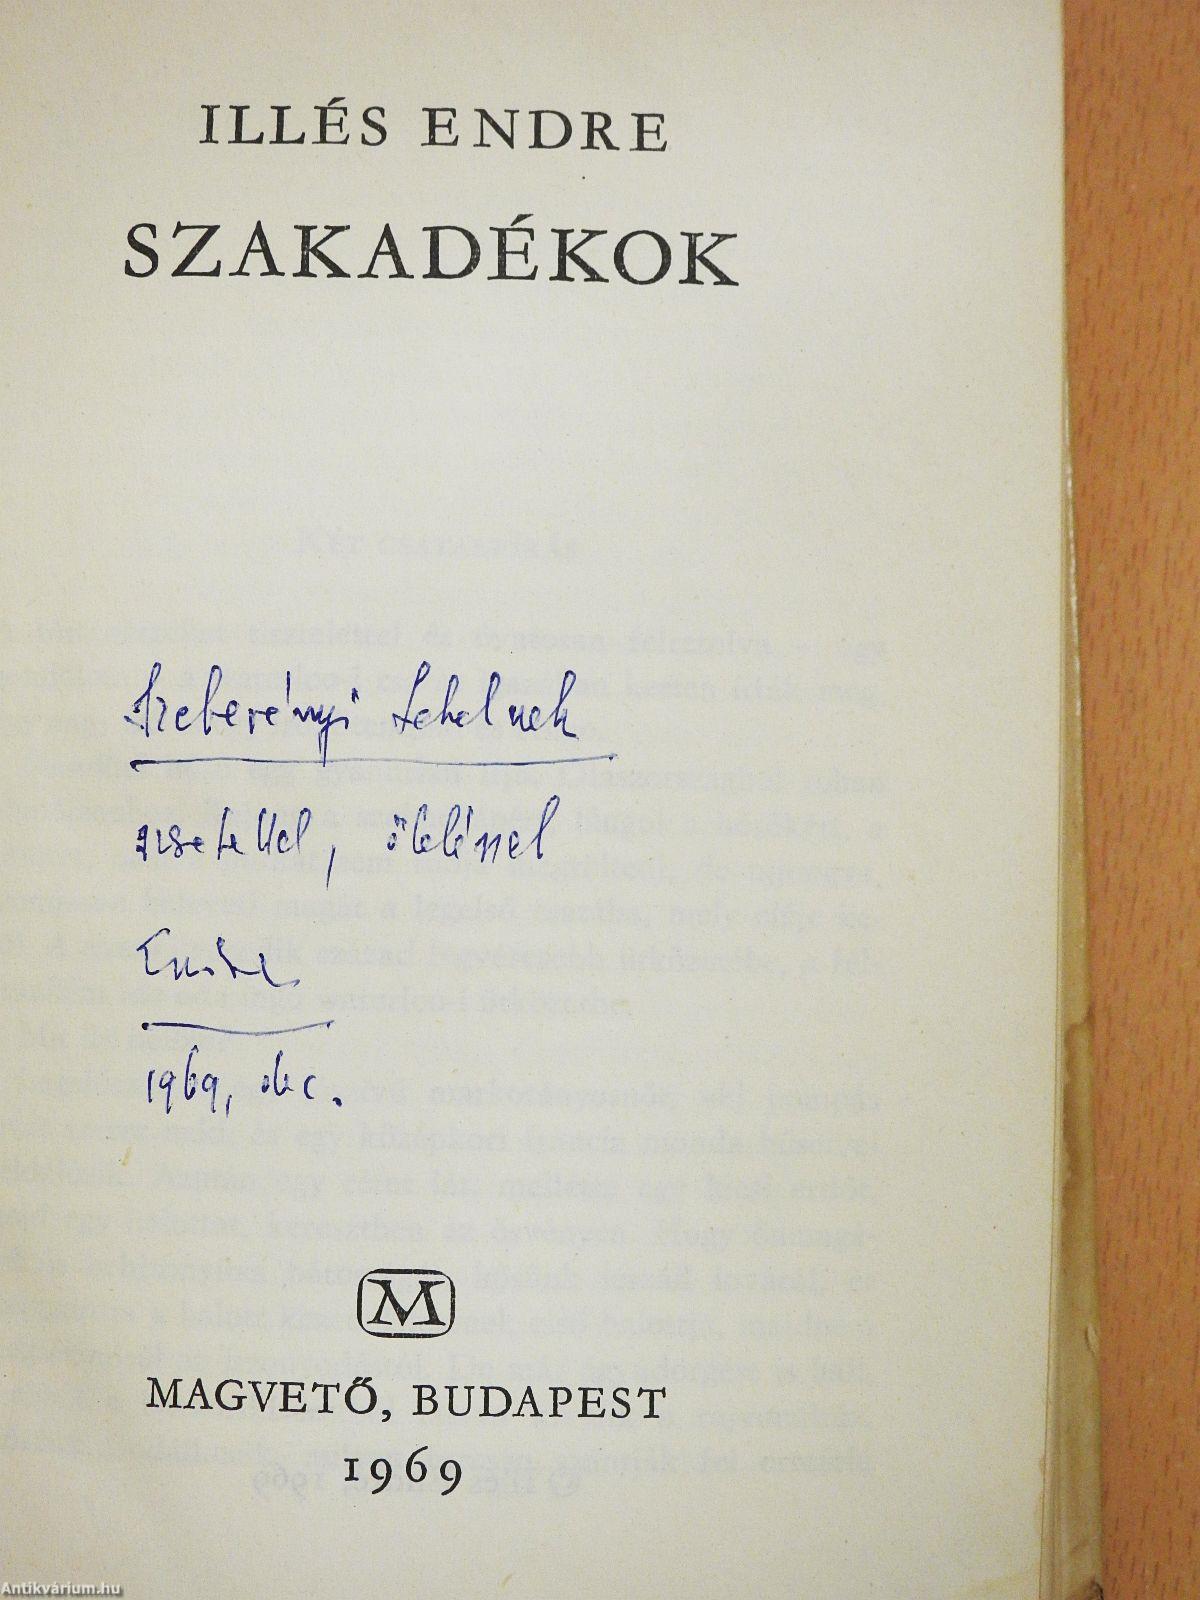 ILLÉS ENDRE
SZAKADÉKOK
Szeberényi Lehelnek
szeretettel, öleléssel
Endre
1969, dec.
M
MAGVETŐ, BUDAPEST
1969
Antikvárium.hu